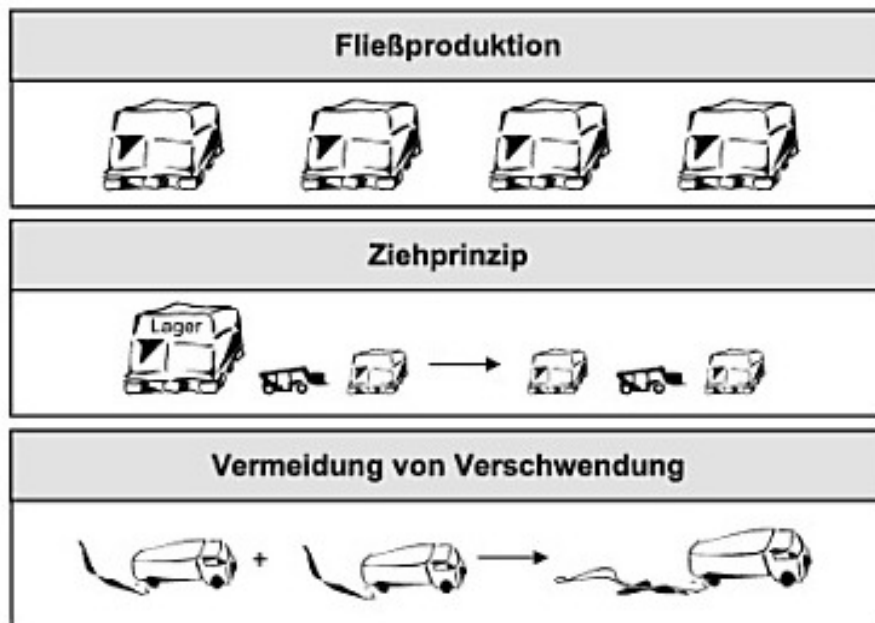 Fließproduktion
Ziehprinzip
Lager
Vermeidung von Verschwendung
+